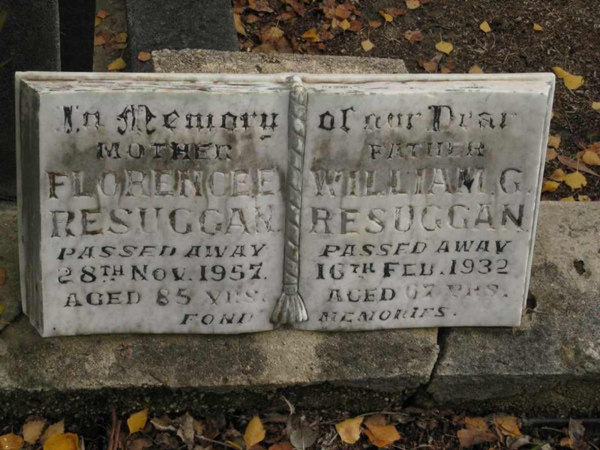 In Memory of our Dear
MOTHER
FLORENCE E
RESUGGAN.
PASSED AWAY
28TH NOV. 1957.
AGED 85 YRS.
FATHER
WILLIAM G.
RESUGGAN
PASSED AWAY
16TH FEB. 1932
AGED YRS.
FOND MEMORIES.